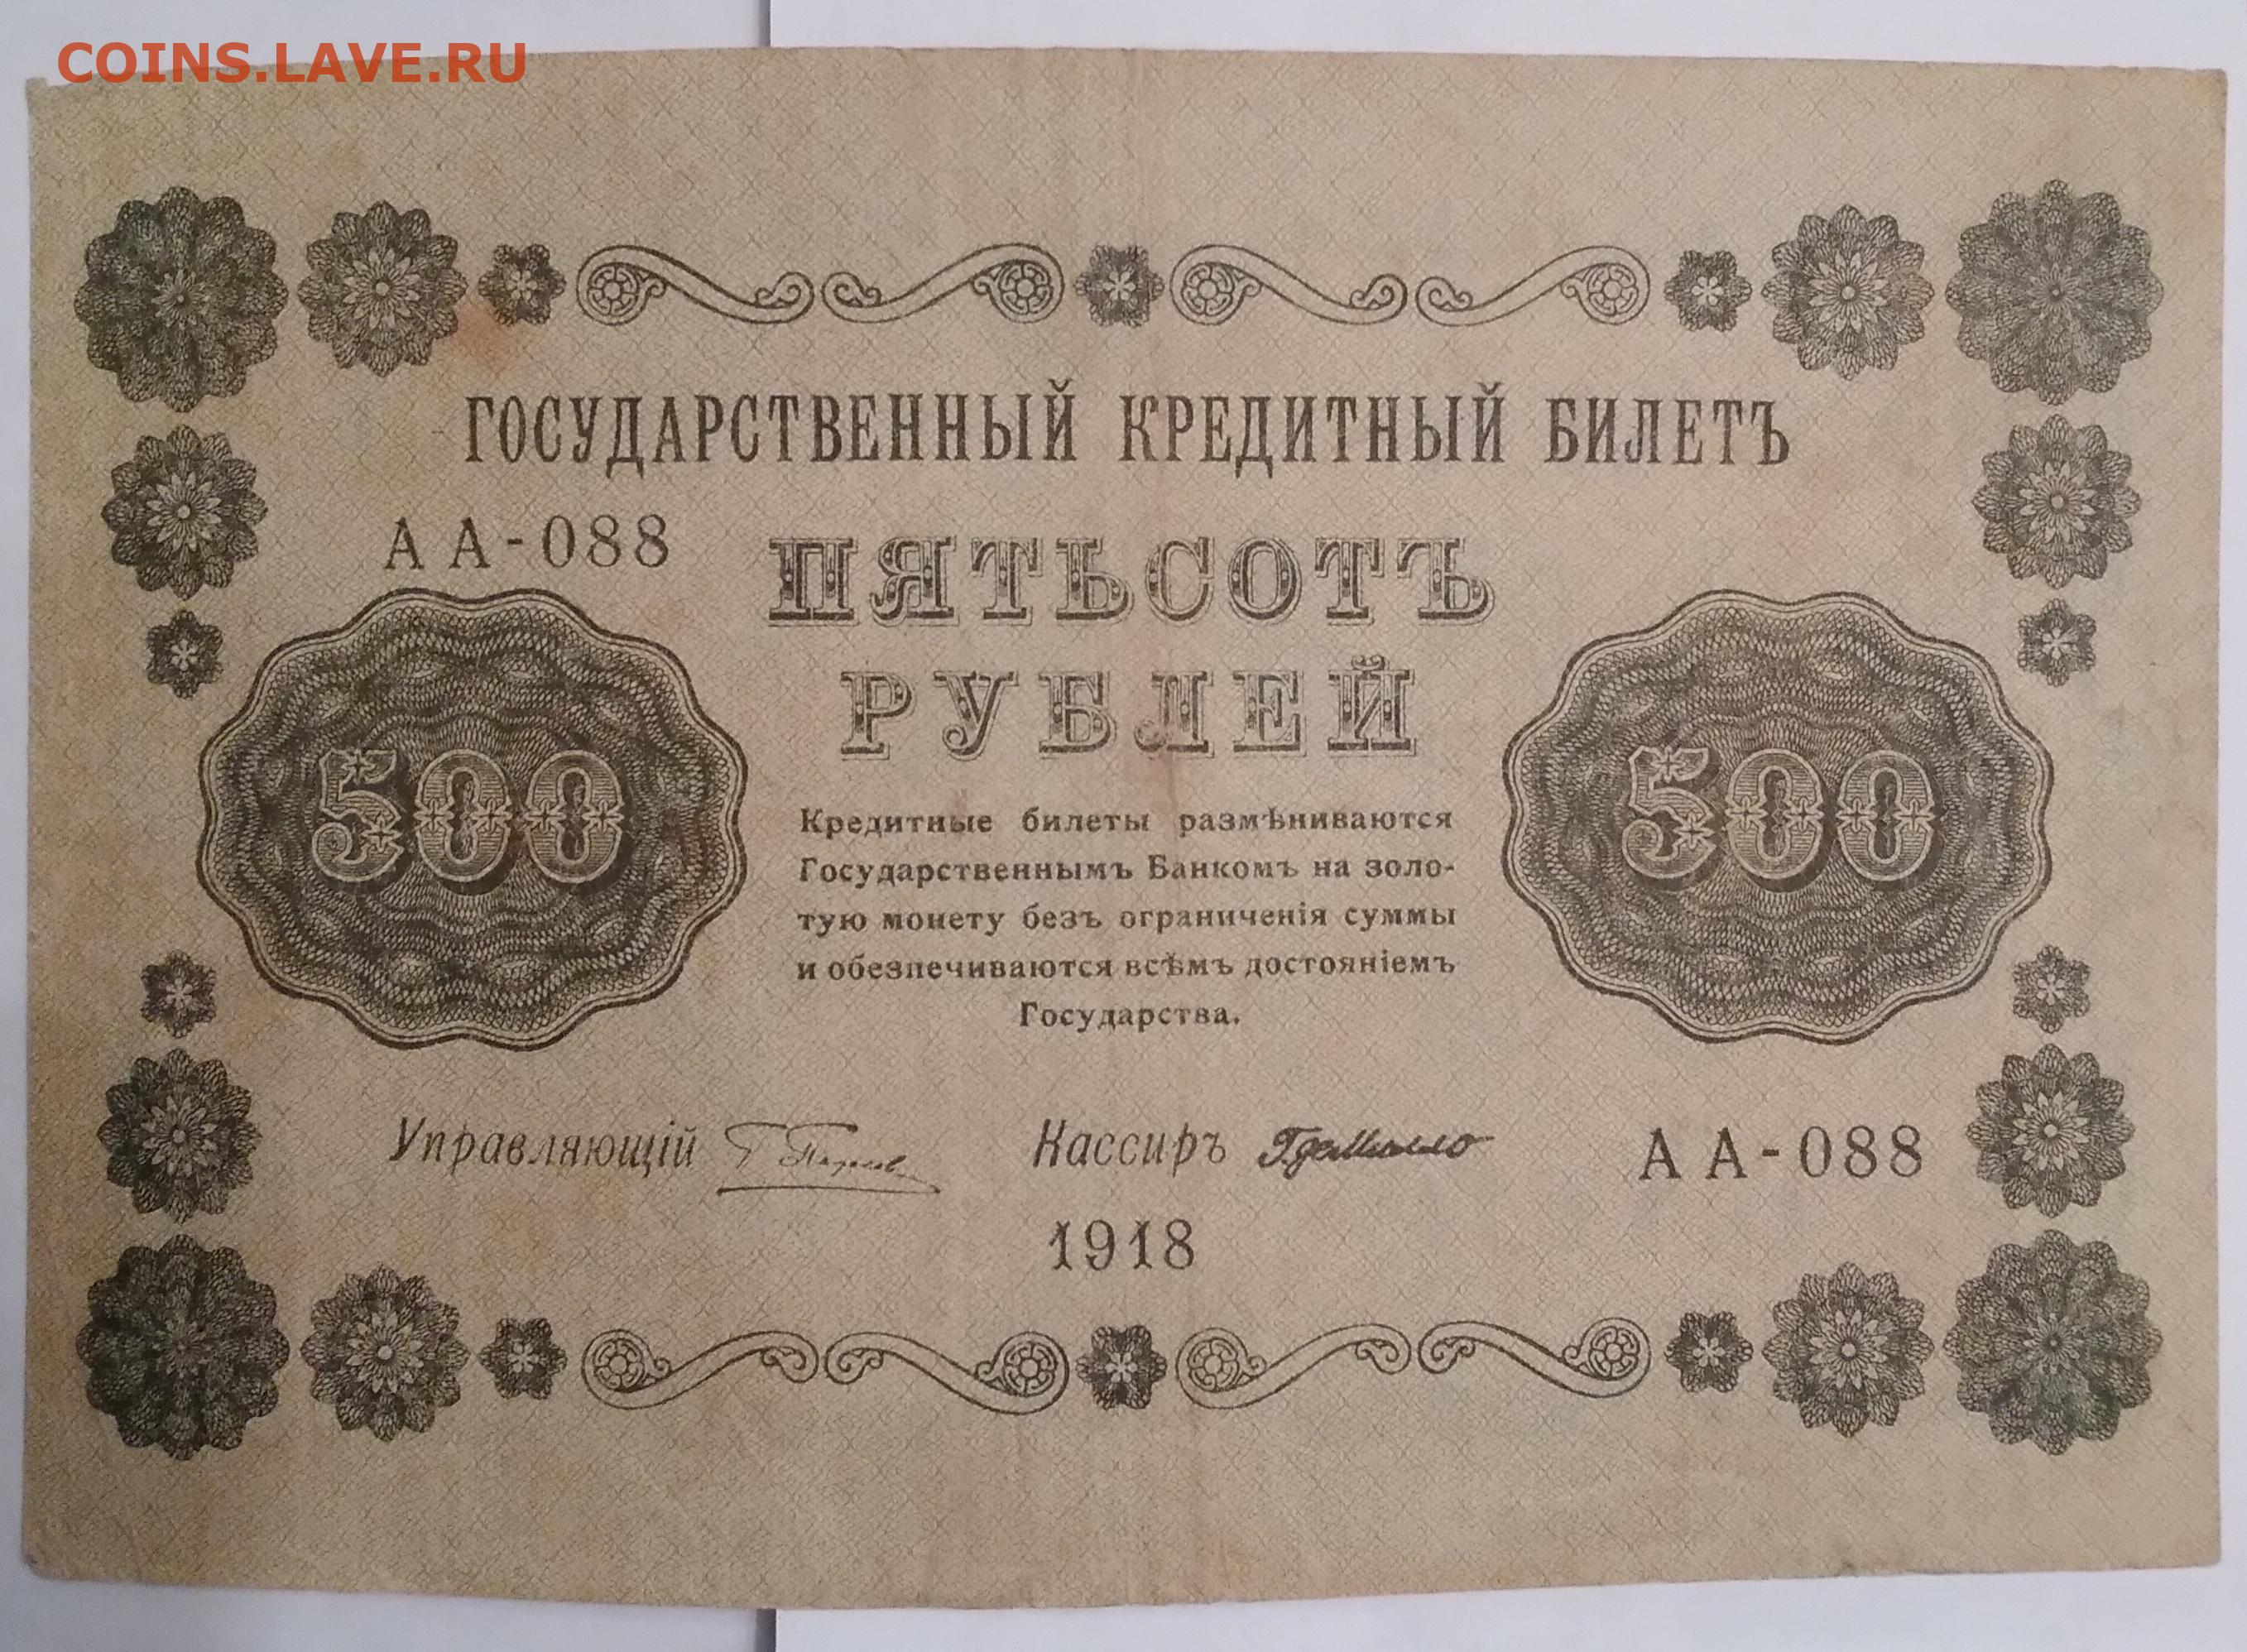 COINS.LAVE.RU
ГОСУДАРСТВЕННЫЙ КРЕДИТНЫЙ БИЛЕТЪ
АА-088
ПЯТЬСОТЪ
РУБЛЕЙ
500
500
Кредитные билеты размѣниваются
Государственнымъ Банкомъ на золо-
тую монету безъ ограниченія суммы
и обезпечиваются всѣмъ достояніемъ
Государства.
Управляющій
Кассиръ
АА-088
1918